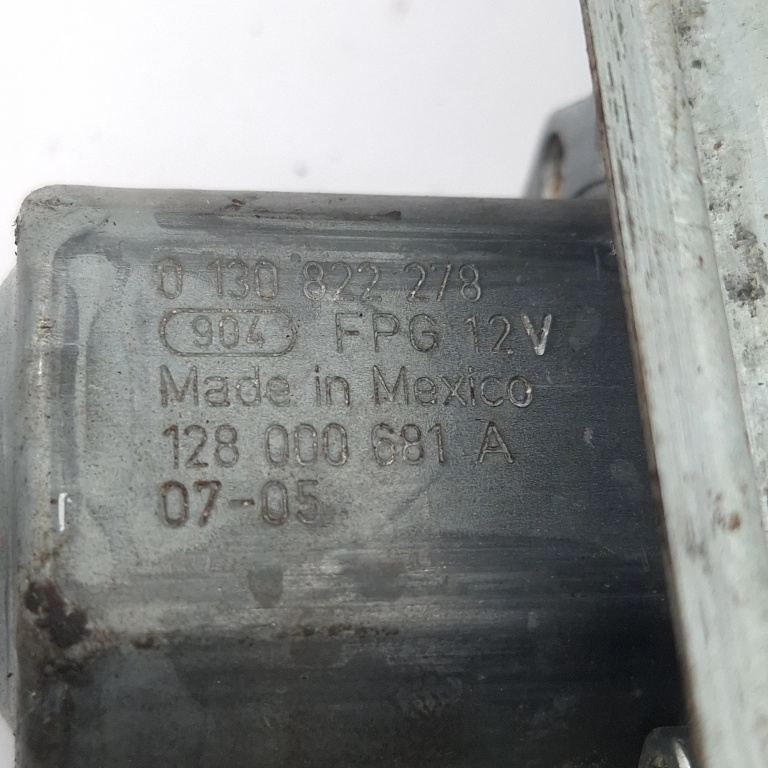 0 130 822 278
904 FPG 12V
Made in Mexico
128 000 681 A
07-05